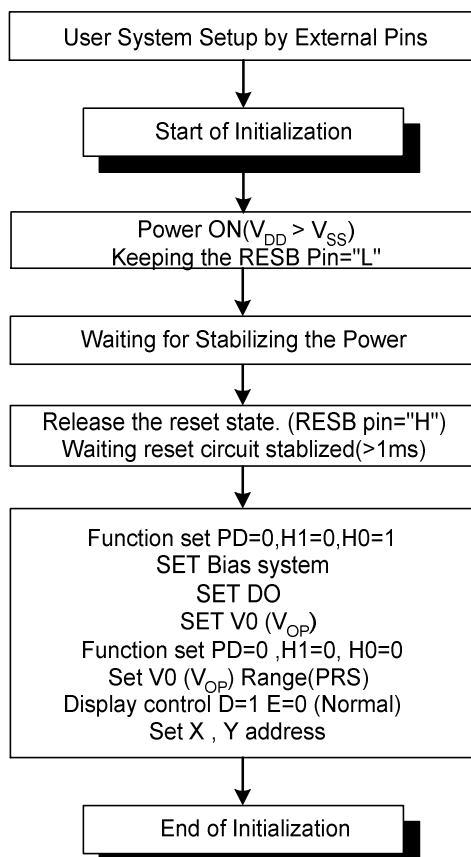 User System Setup by External Pins
Start of Initialization
Power ON(VDD > VSS)
Keeping the RESB Pin="L"
Waiting for Stabilizing the Power
Release the reset state. (RESB pin="H")
Waiting reset circuit stablized(>1ms)
Function set PD=0,H1=0,H0=1
SET Bias system
SET DO
SET V0 (VOP)
Function set PD=0 ,H1=0, H0=0
Set V0 (VOP) Range(PRS)
Display control D=1 E=0 (Normal)
Set X , Y address
End of Initialization